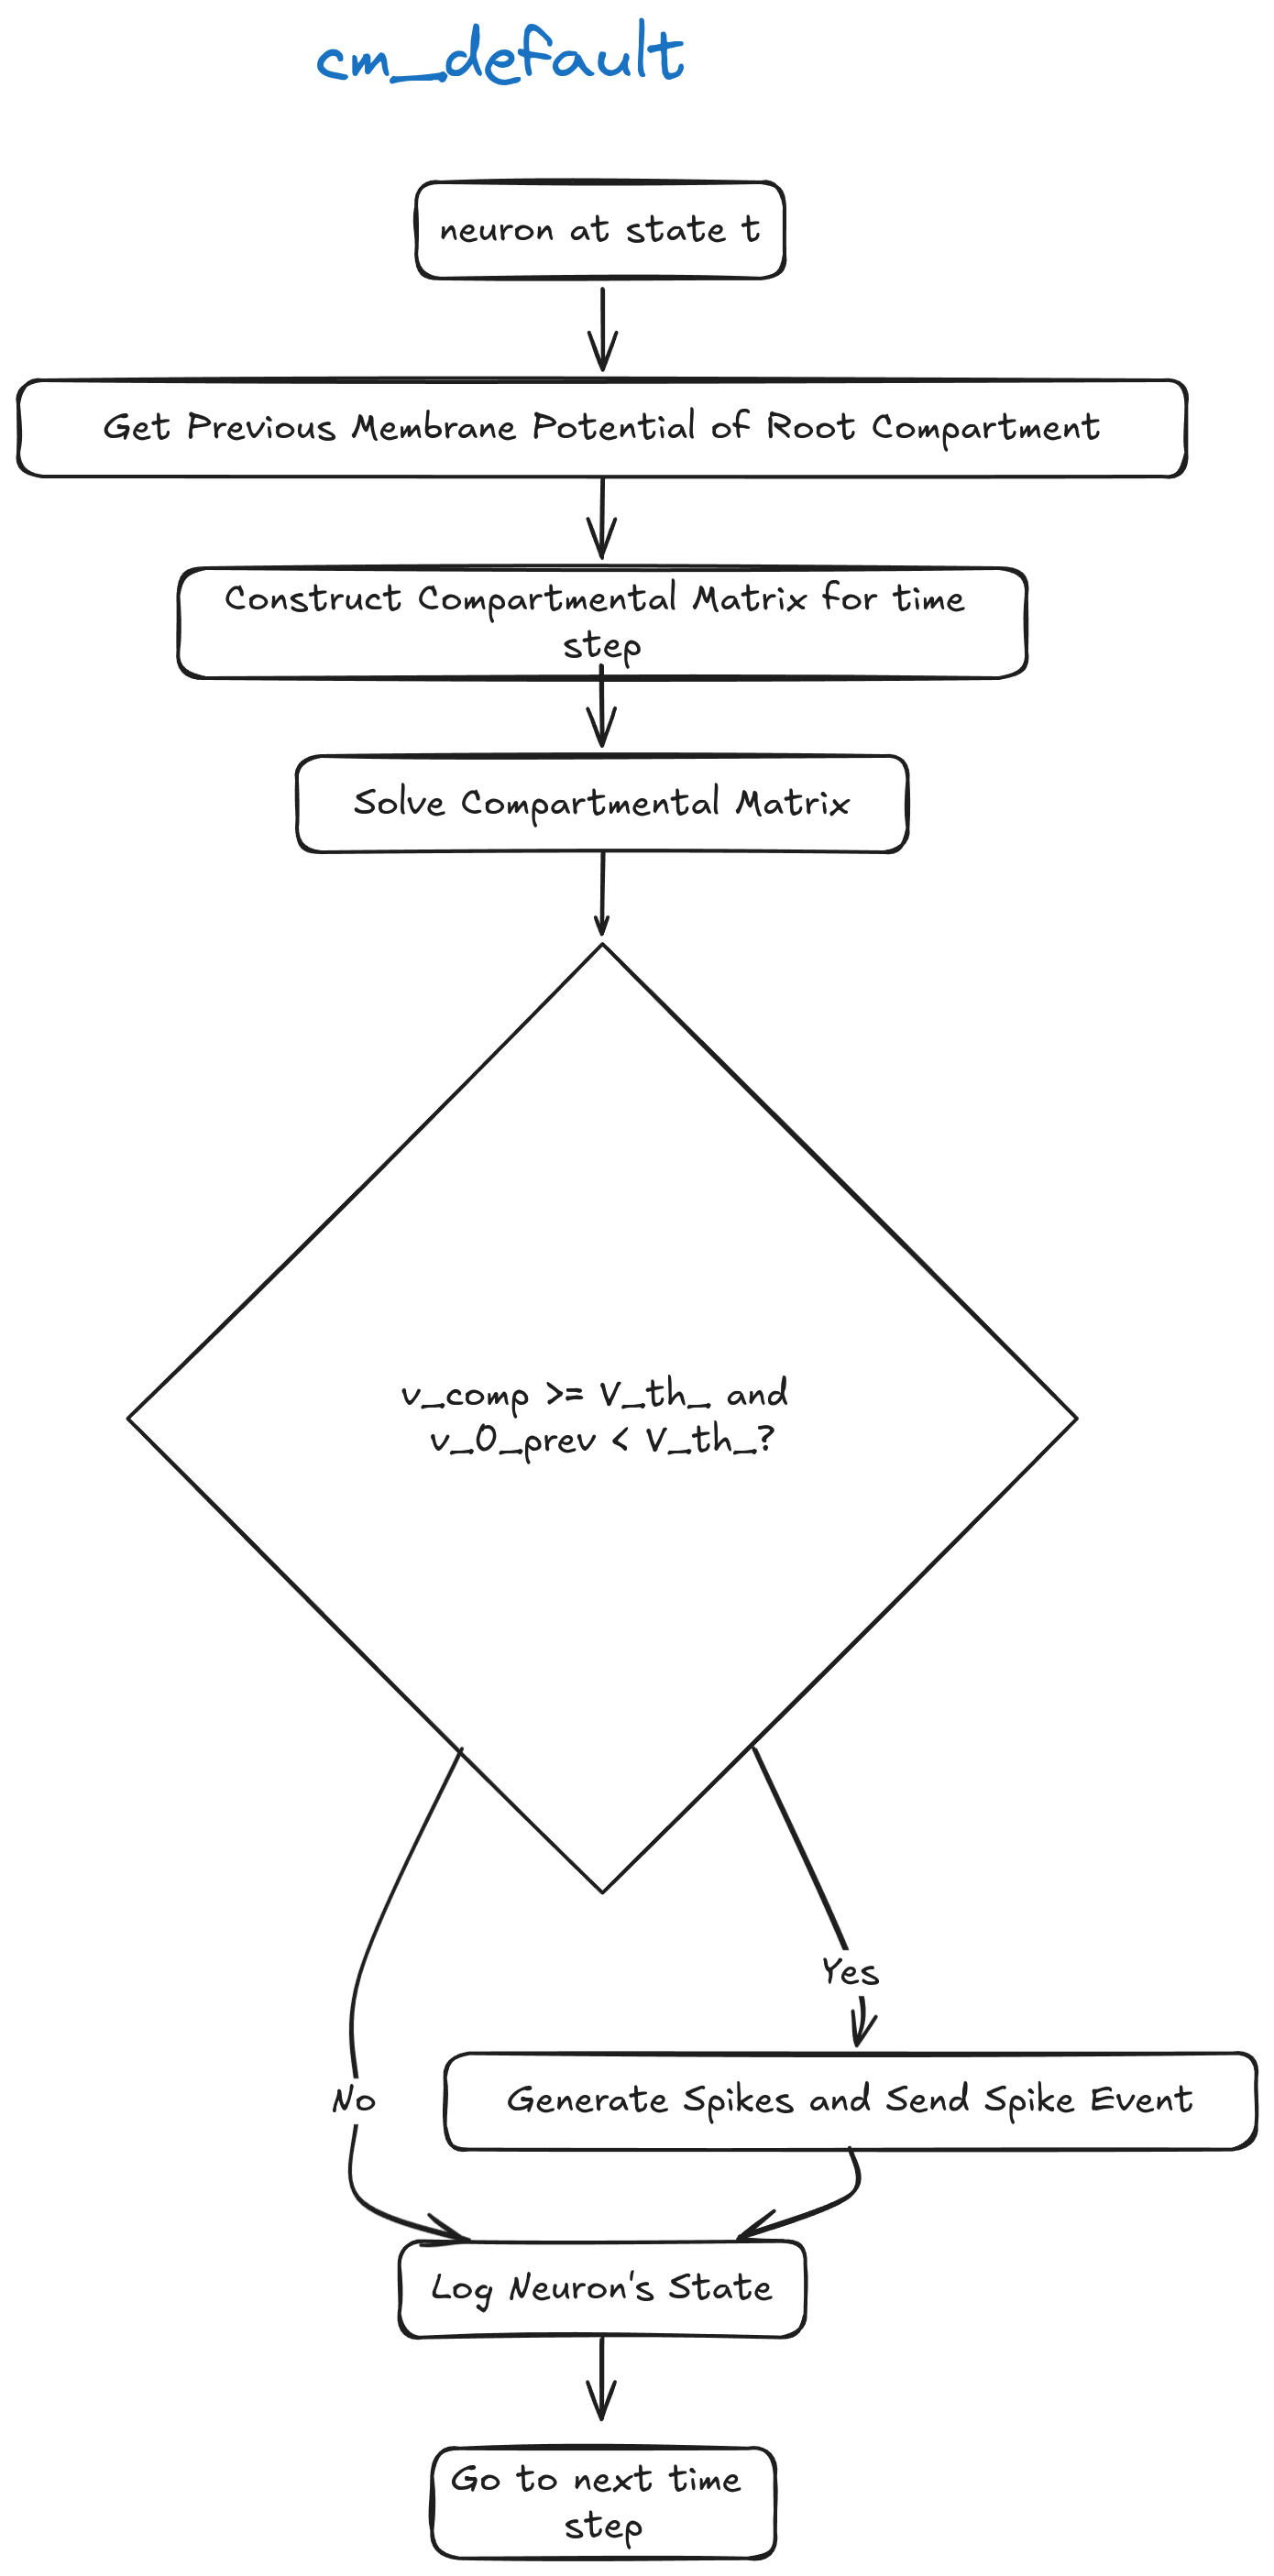 cm_default
neuron at state t
Get Previous Membrane Potential of Root Compartment
Construct Compartmental Matrix for time
step
Solve Compartmental Matrix
v_comp >= V_th_ and
v_0_prev < V_th_?
Yes
No
Generate Spikes and Send Spike Event
Log Neuron's State
Go to next time
step